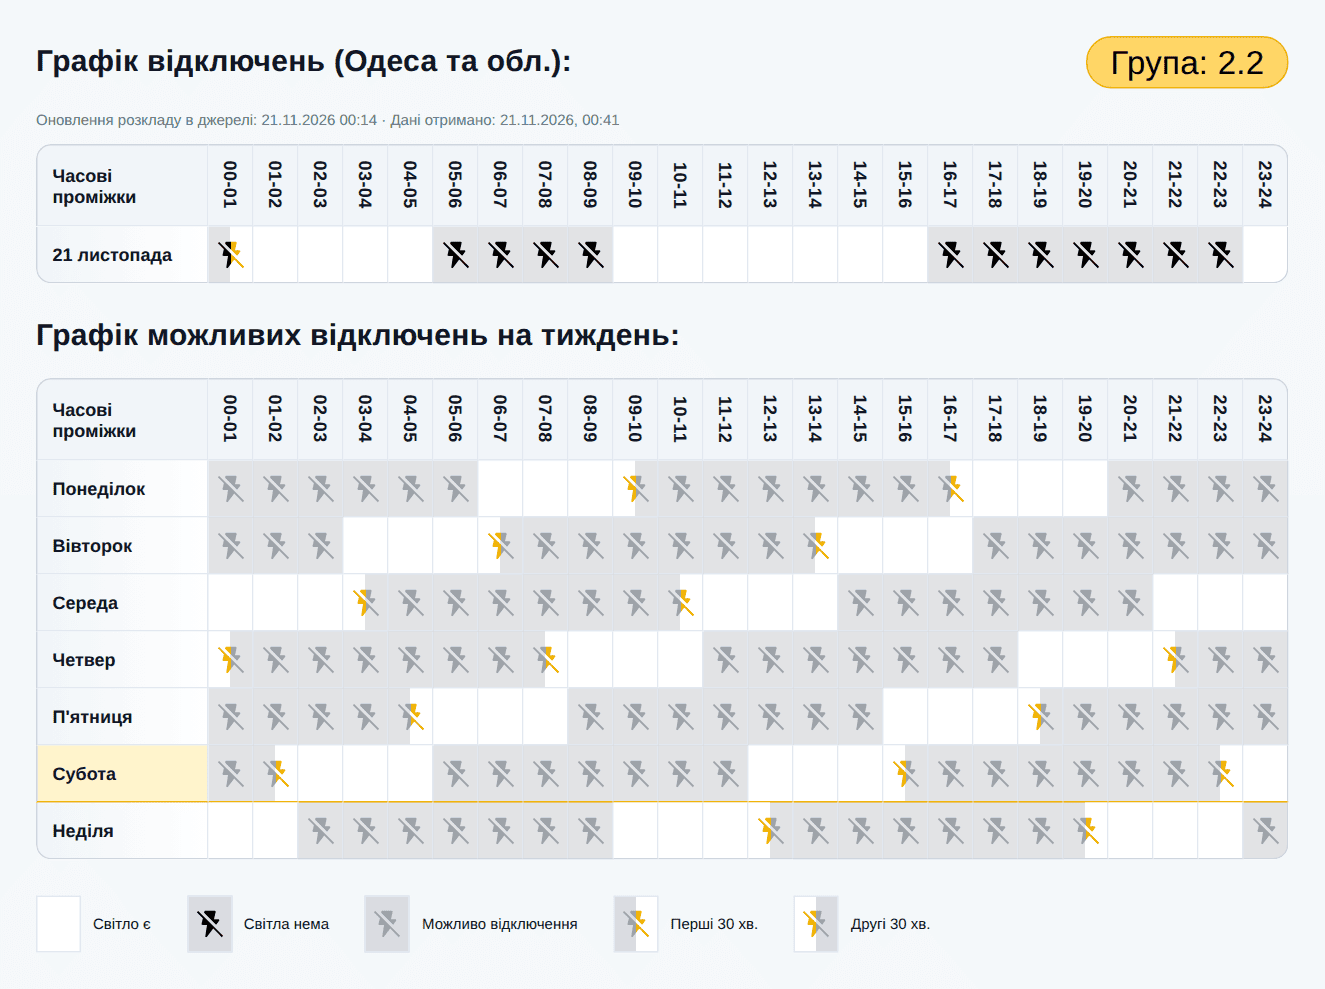 Графік відключень (Одеса та обл.):
Група: 2.2
Оновлення розкладу в джерелі: 21.11.2026 00:14 · Дані отримано: 21.11.2026, 00:41
Часові проміжки 00-01 01-02 02-03 03-04 04-05 05-06 06-07 07-08 08-09 09-10 10-11 11-12 12-13 13-14 14-15 15-16 16-17 17-18 18-19 19-20 20-21 21-22 22-23 23-24
21 листопада
Графік можливих відключень на тиждень:
Часові проміжки 00-01 01-02 02-03 03-04 04-05 05-06 06-07 07-08 08-09 09-10 10-11 11-12 12-13 13-14 14-15 15-16 16-17 17-18 18-19 19-20 20-21 21-22 22-23 23-24
Понеділок
Вівторок
Середа
Четвер
П'ятниця
Субота
Неділя
Світло є Світла нема Можливо відключення Перші 30 хв. Другі 30 хв.